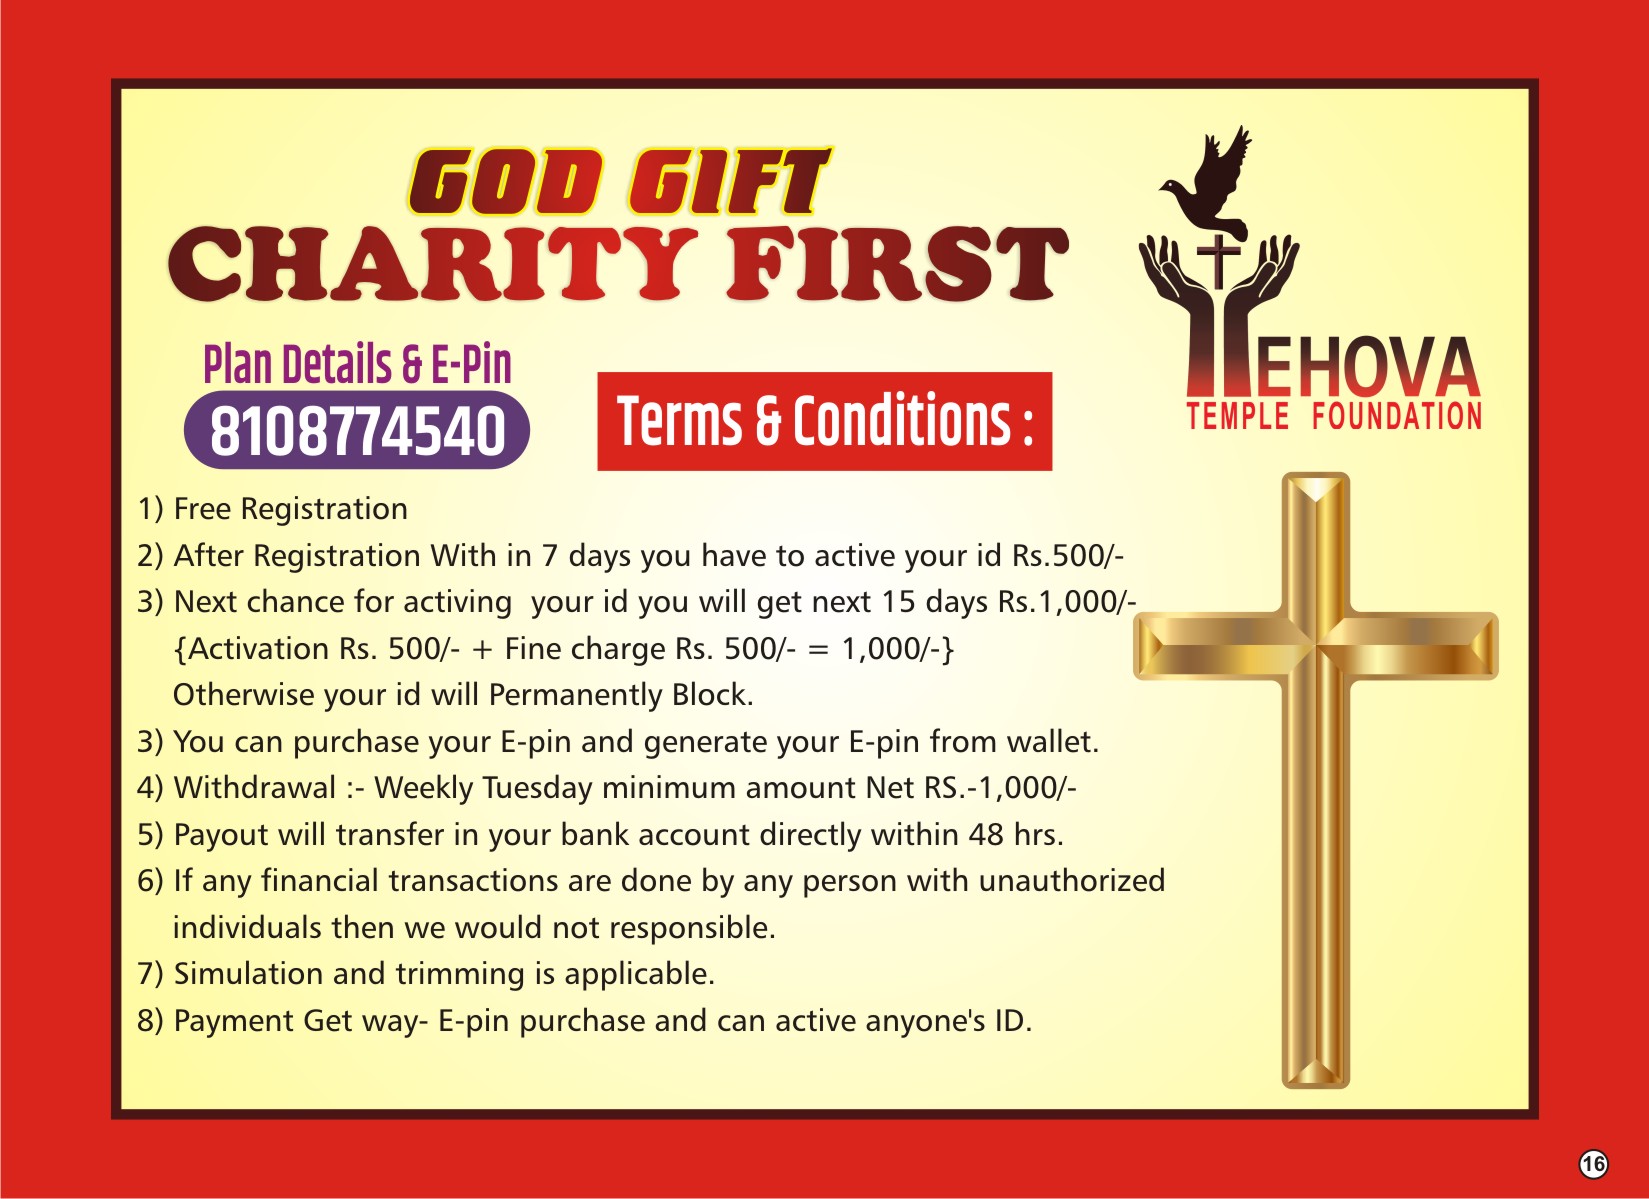 GOD GIFT
CHARITY FIRST
Plan Details & E-Pin
8108774540
Terms & Conditions :
EHOVA
TEMPLE FOUNDATION
1) Free Registration
2) After Registration With in 7 days you have to active your id Rs.500/-
3) Next chance for activing your id you will get next 15 days Rs.1,000/-
{Activation Rs. 500/- + Fine charge Rs. 500/- = 1,000/-}
Otherwise your id will Permanently Block.
3) You can purchase your E-pin and generate your E-pin from wallet.
4) Withdrawal :- Weekly Tuesday minimum amount Net RS.-1,000/-
5) Payout will transfer in your bank account directly within 48 hrs.
6) If any financial transactions are done by any person with unauthorized
individuals then we would not responsible.
7) Simulation and trimming is applicable.
8) Payment Get way- E-pin purchase and can active anyone's ID.
16